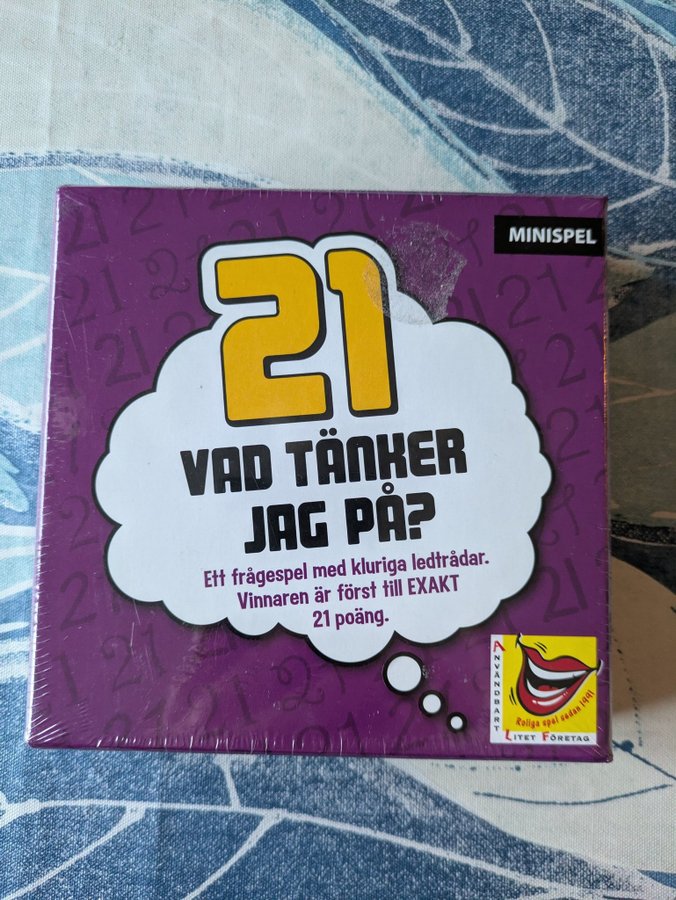 MINISPEL
21
VAD TÄNKER
JAG PÅ?
Ett frågespel med kluriga ledtrådar.
Vinnaren är först till EXAKT
21 poäng.
ANVÄNDBART
Roliga spel sedan 1991
LITET FÖRETAG